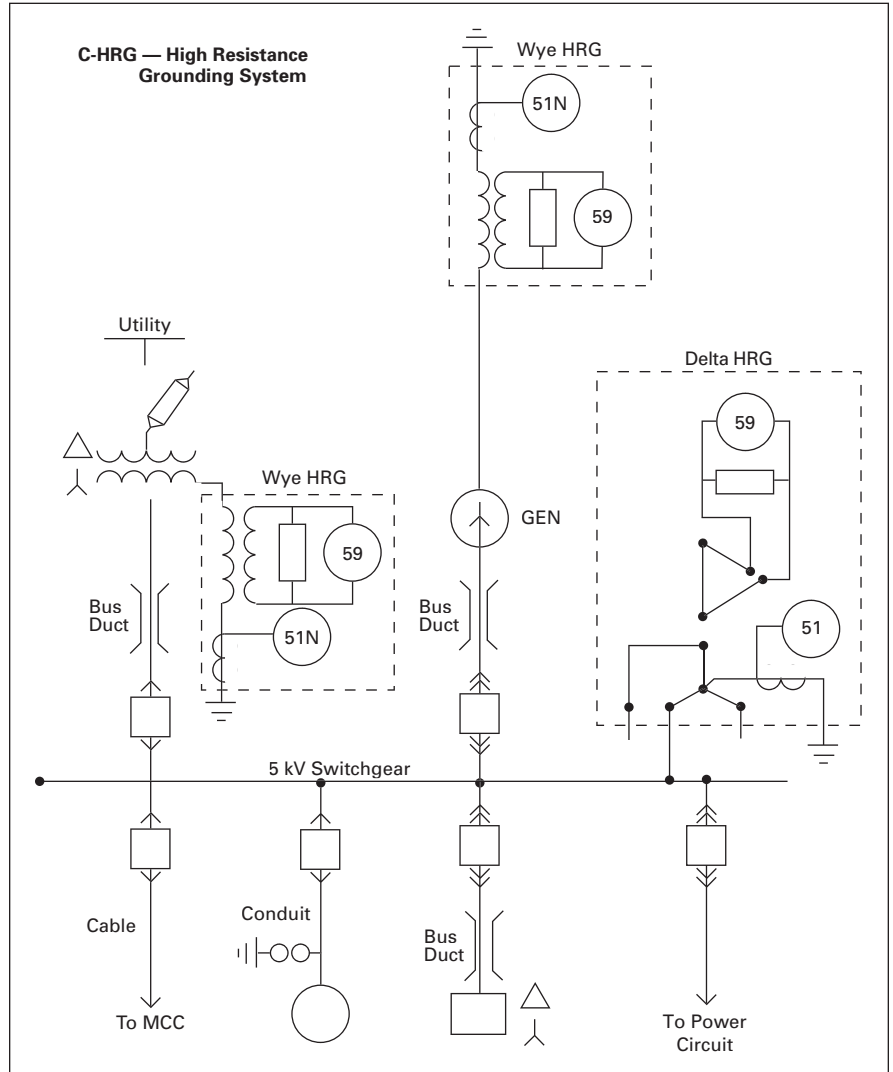 C-HRG — High Resistance
Grounding System
Wye HRG
51N
59
Utility
Delta HRG
59
Wye HRG
59
51N
GEN
Bus
Duct
Bus
Duct
51
5 kV Switchgear
Cable
Conduit
Bus
Duct
To MCC
To Power
Circuit